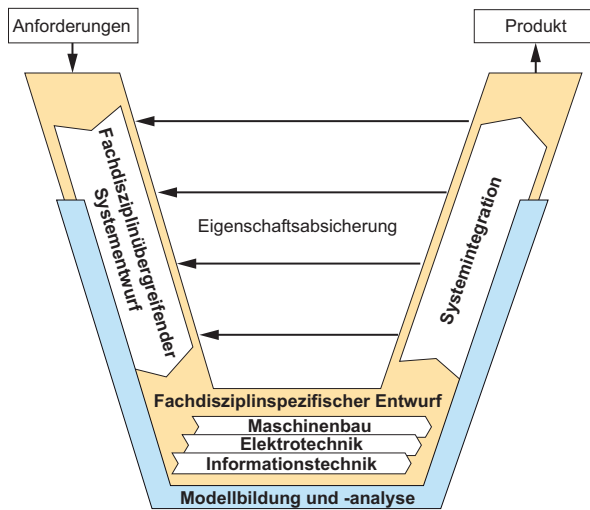 Anforderungen
Produkt
Fachdisziplinübergreifender
Systementwurf
Eigenschaftsabsicherung
Systemintegration
Fachdisziplinspezifischer Entwurf
Maschinenbau
Elektrotechnik
Informationstechnik
Modellbildung und -analyse